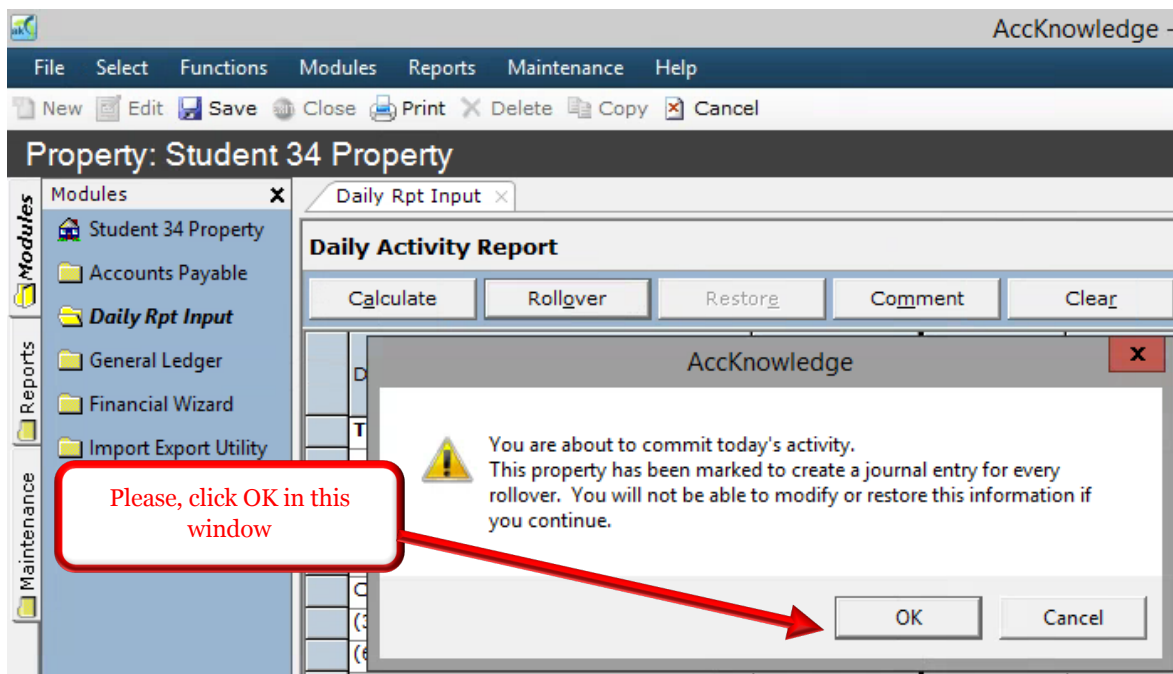 AccKnowledge -
File Select Functions Modules Reports Maintenance Help
New Edit Save Close Print Delete Copy Cancel
Property: Student 34 Property
Modules
Reports
Maintenance
Modules X
Student 34 Property
Accounts Payable
Daily Rpt Input
General Ledger
Financial Wizard
Import Export Utility
Daily Rpt Input
Daily Activity Report
Calculate Rollover Restore Comment Clear
AccKnowledge
You are about to commit today's activity.
This property has been marked to create a journal entry for every
rollover. You will not be able to modify or restore this information if
you continue.
OK Cancel
Please, click OK in this
window